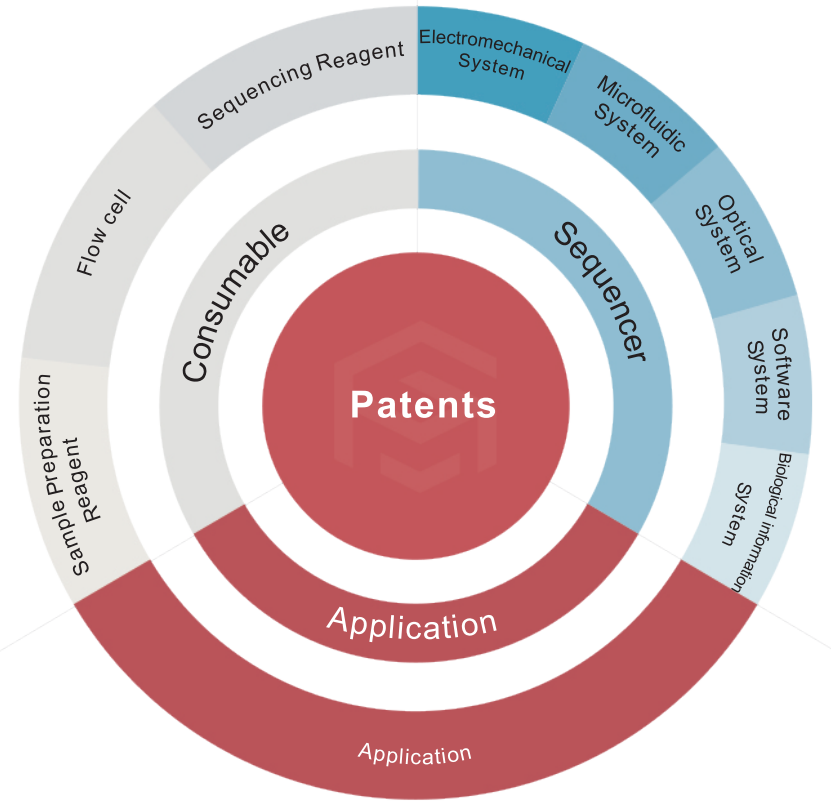 Patents
Sequencer
Application
Consumable
Electromechanical
System
Microfluidic
System
Optical
System
Software
System
Biological information
System
Application
Sample Preparation
Reagent
Flow cell
Sequencing Reagent